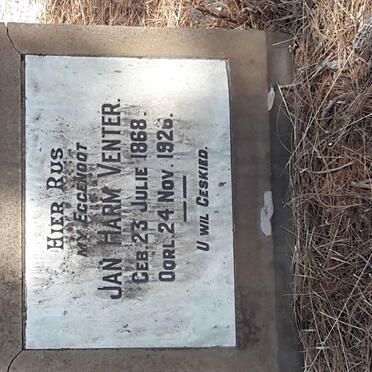 HIER RUS
MY EGGENOOT
JAN HARM VENTER.
GEB. 23 JULIE 1868.
OORL. 24 NOV. 1926.
U WIL GESKIED.